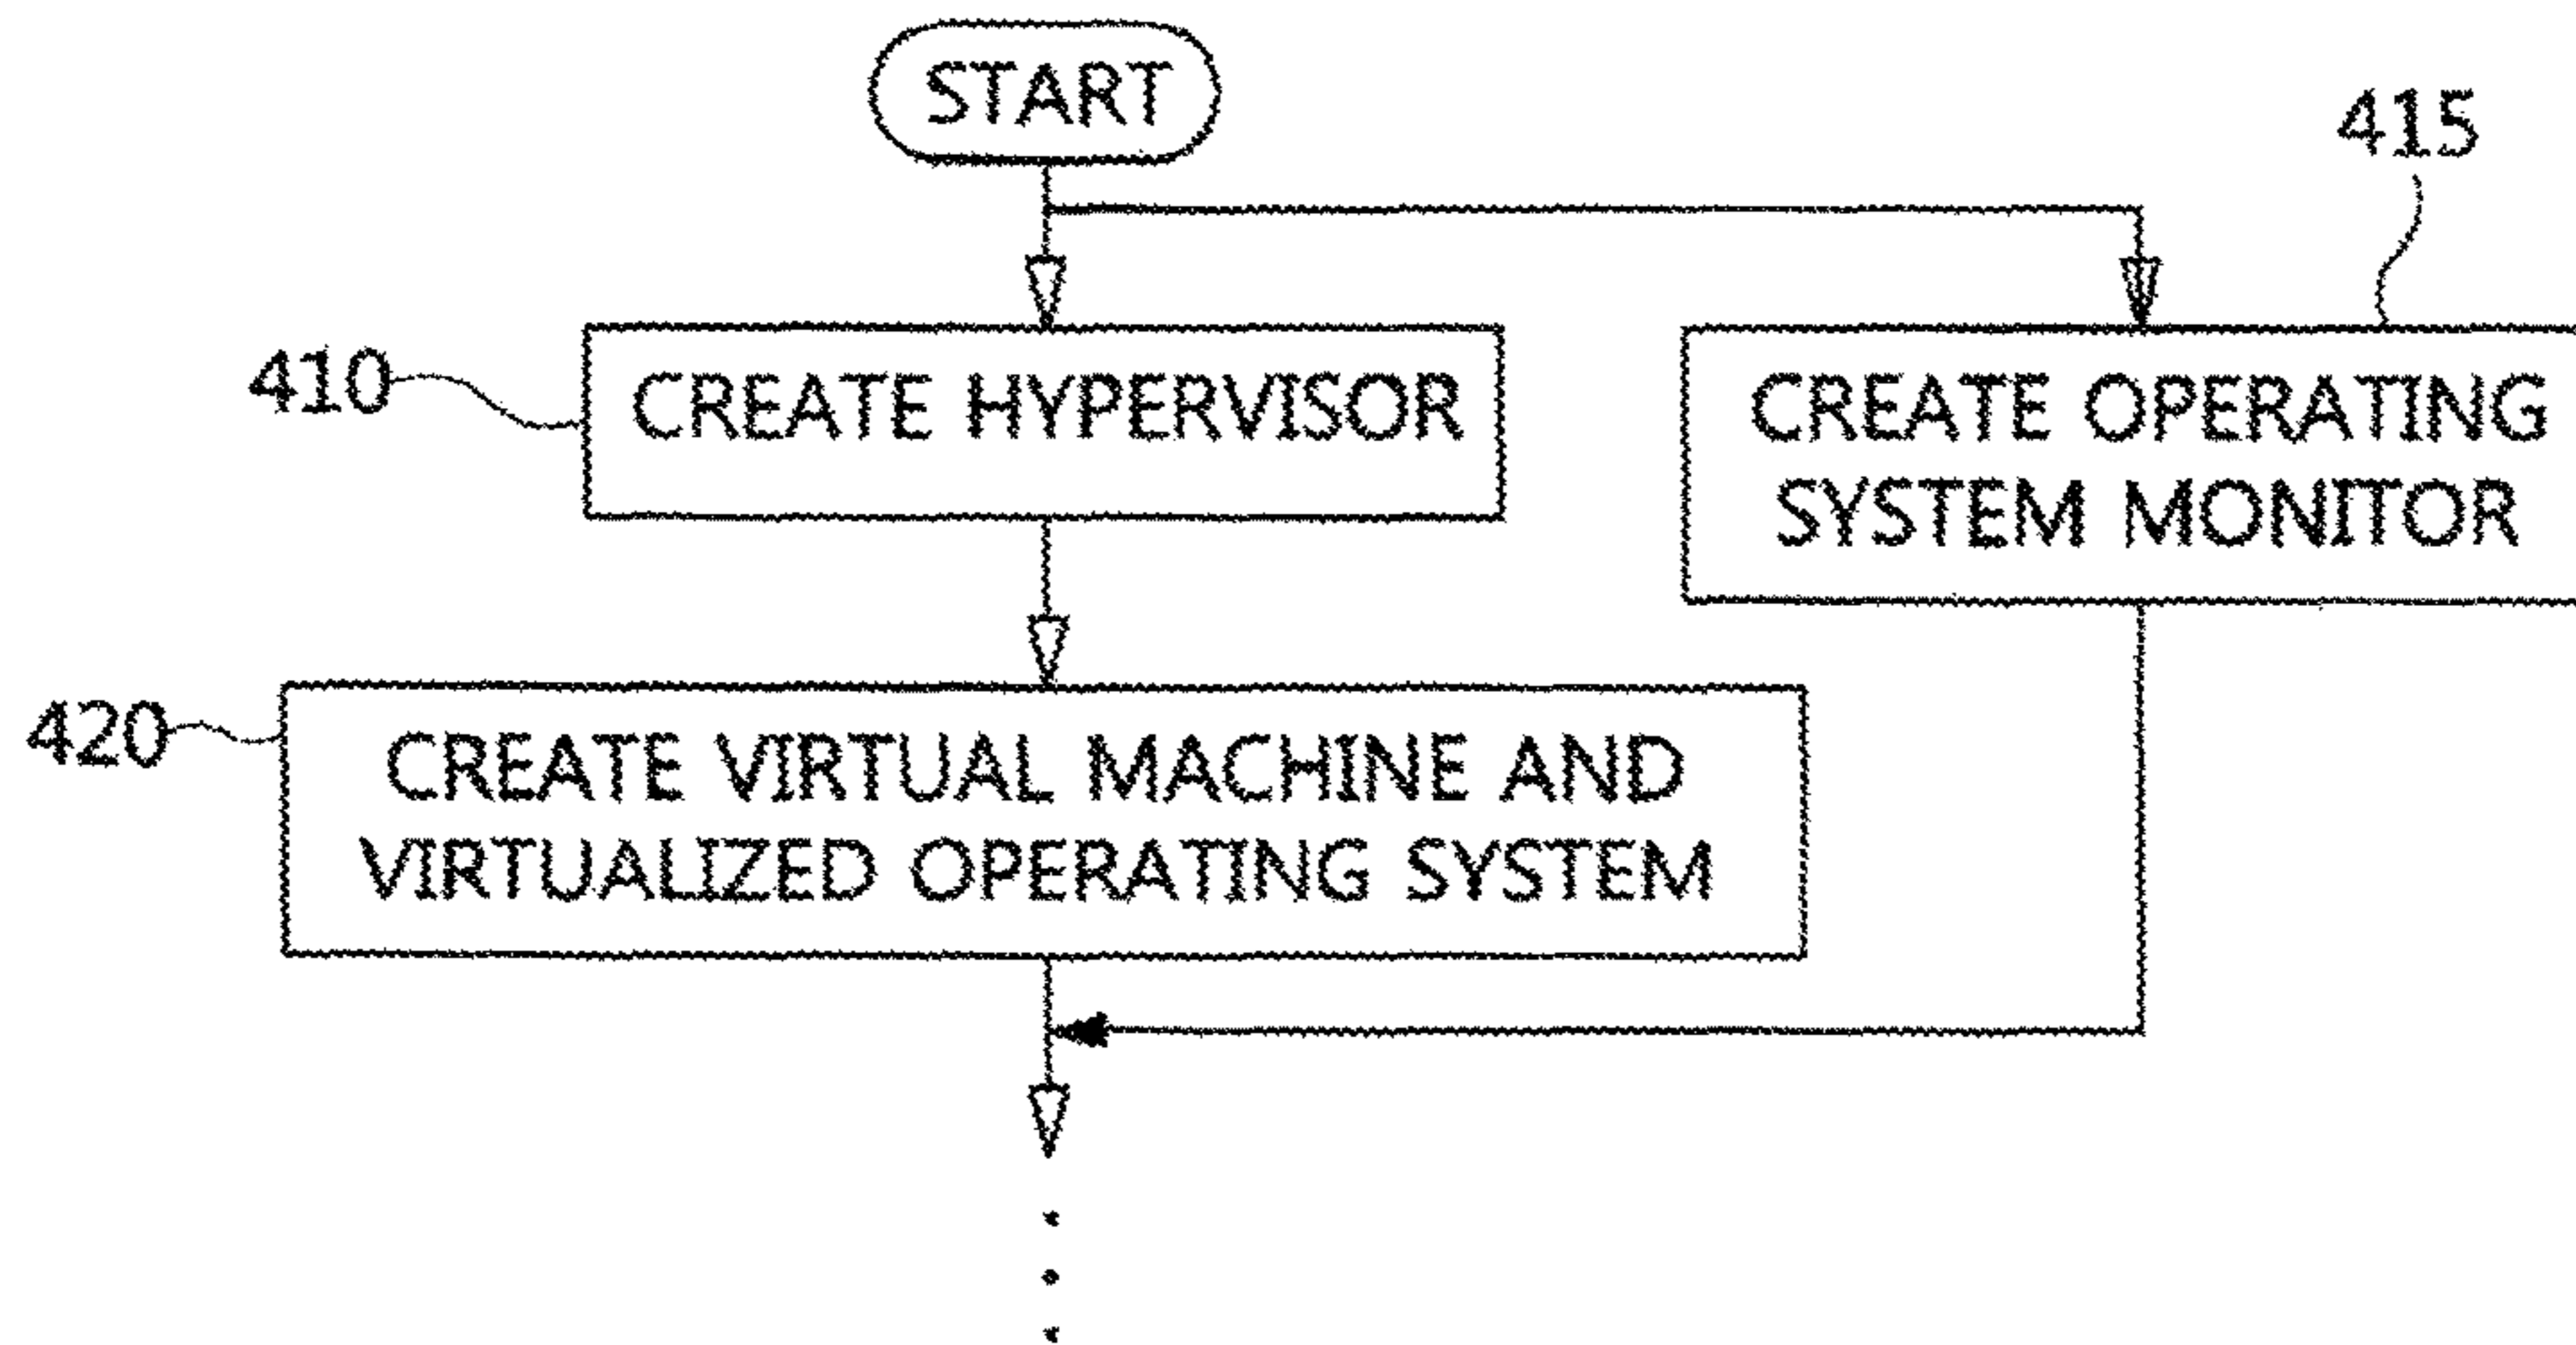 START
415
410
CREATE HYPERVISOR
CREATE OPERATING
SYSTEM MONITOR
420
CREATE VIRTUAL MACHINE AND
VIRTUALIZED OPERATING SYSTEM